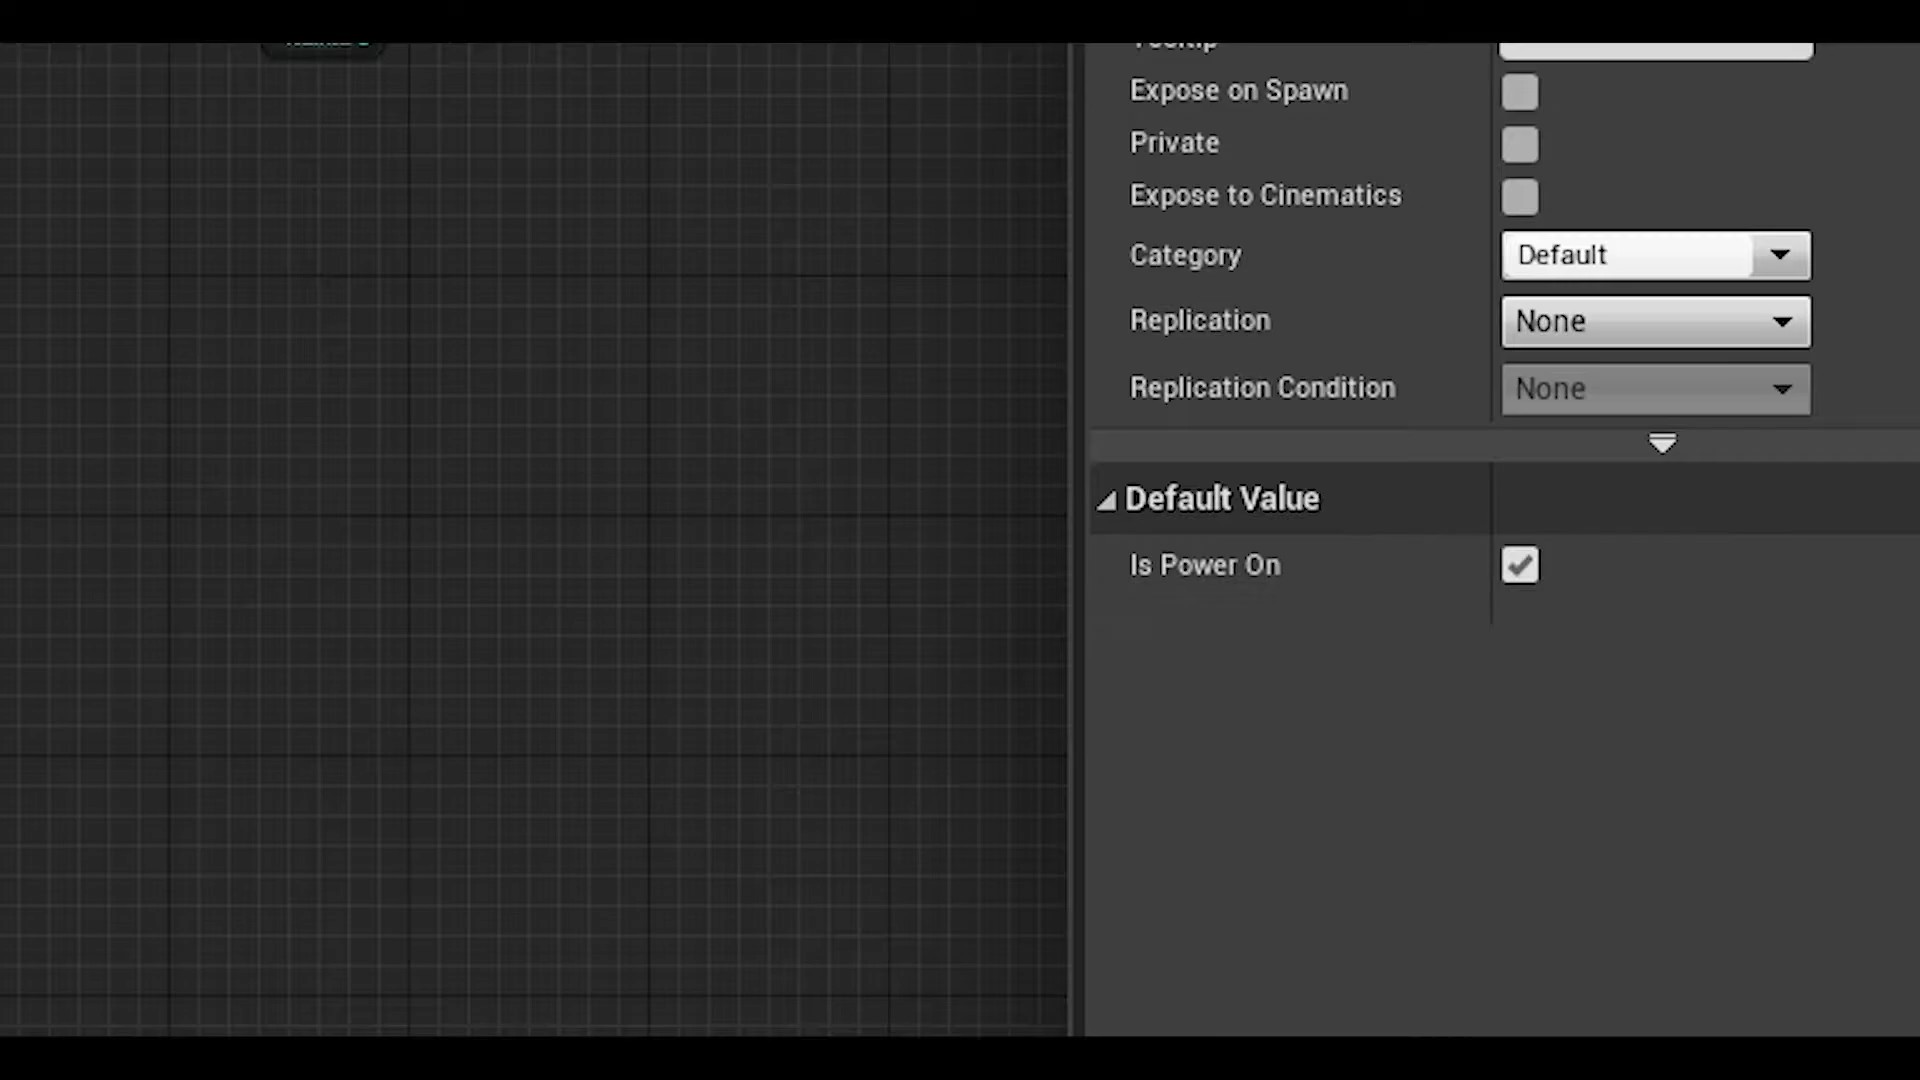 Expose on Spawn
Private
Expose to Cinematics
Category Default
Replication None
Replication Condition None
Default Value
Is Power On